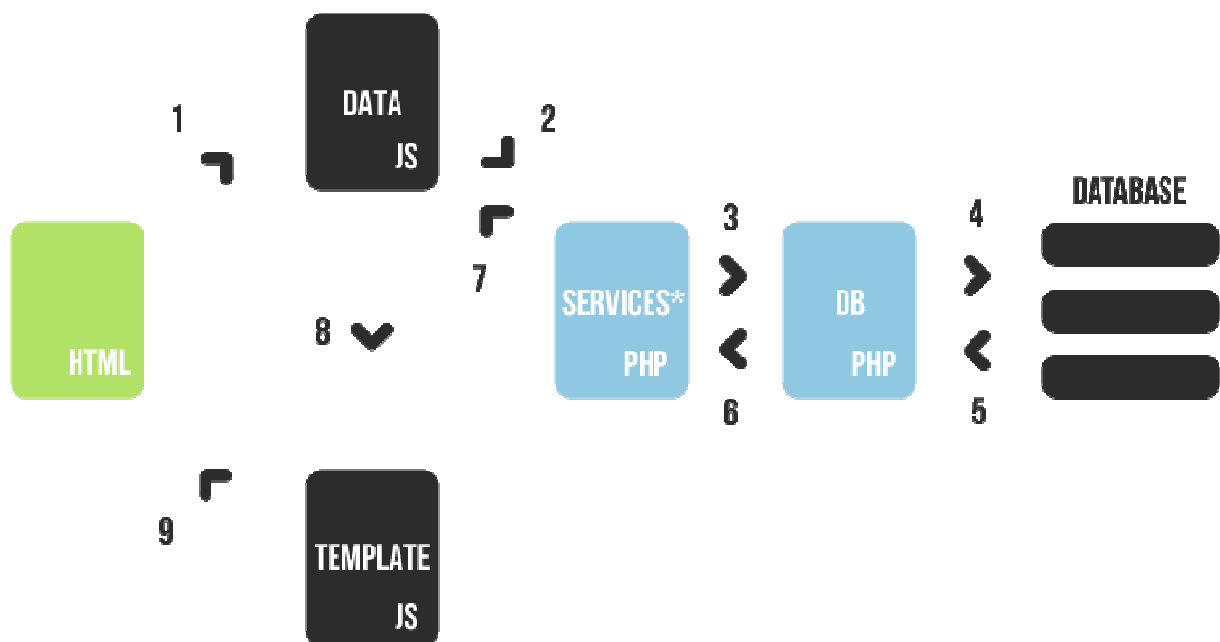 DATA
JS
1
2
DATABASE
3
4
7
SERVICES*
PHP
DB
PHP
8
HTML
6
5
9
TEMPLATE
JS